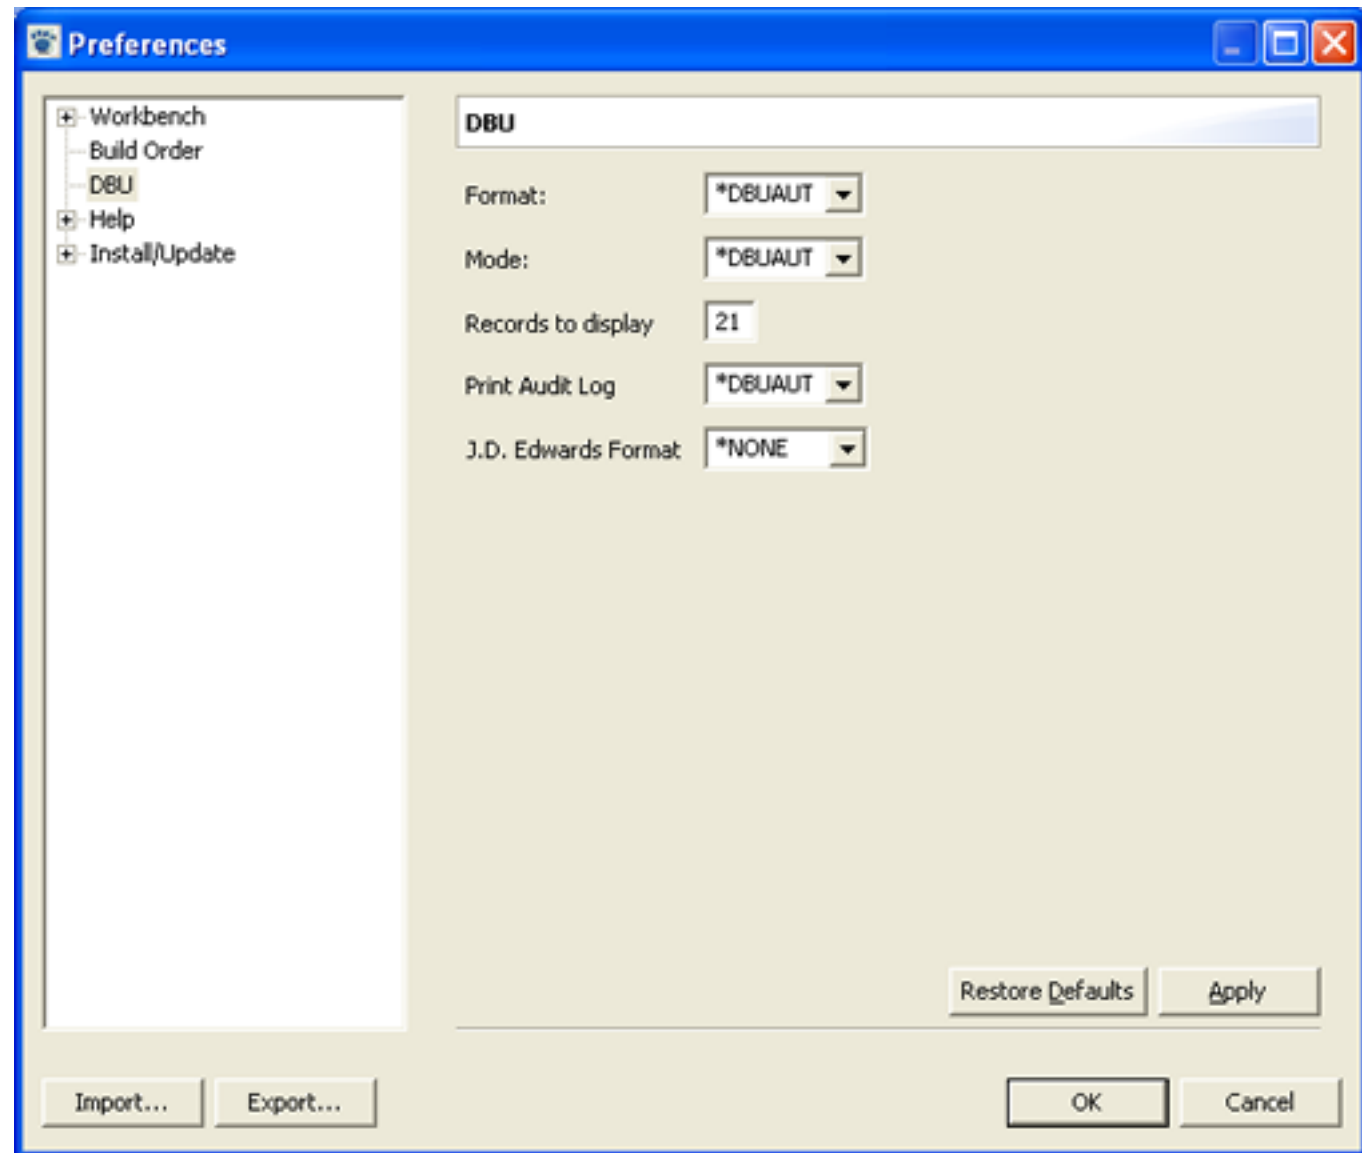 Preferences
Workbench
Build Order
DBU
Help
Install/Update
DBU
Format: *DBUAUT
Mode: *DBUAUT
Records to display 21
Print Audit Log *DBUAUT
J.D. Edwards Format *NONE
Restore Defaults Apply
Import... Export... OK Cancel